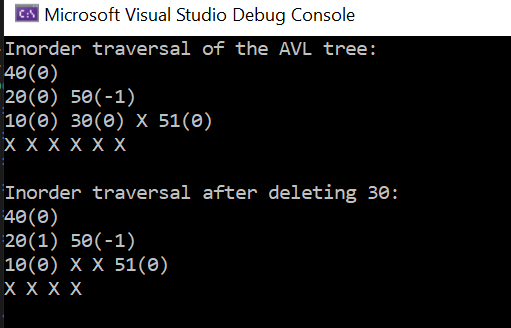 Microsoft Visual Studio Debug Console
Inorder traversal of the AVL tree:
40(0)
20(0) 50(-1)
10(0) 30(0) X 51(0)
X X X X X X

Inorder traversal after deleting 30:
40(0)
20(1) 50(-1)
10(0) X X 51(0)
X X X X